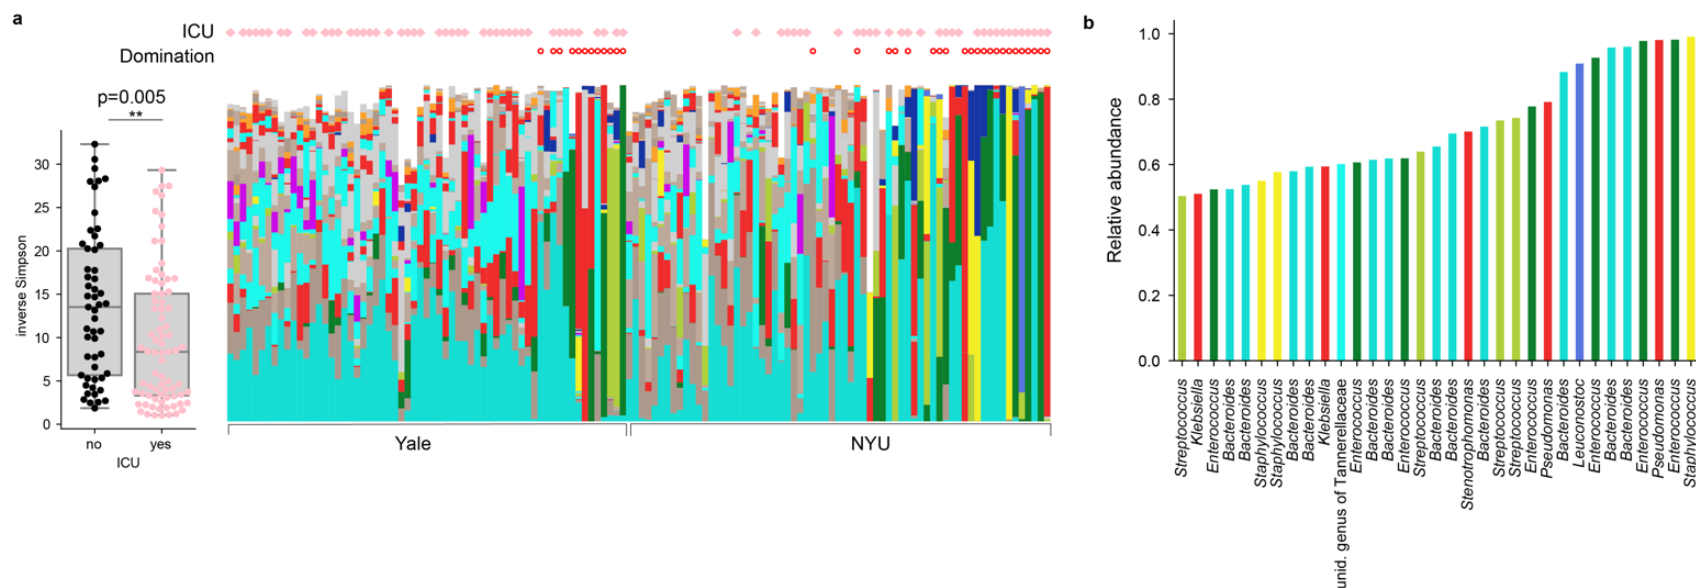 a
ICU
Domination
p=0.005
**
inverse Simpson
30
25
20
15
10
5
0
no
yes
ICU
Yale
NYU
b
Relative abundance
1.0
0.8
0.6
0.4
0.2
0.0
Streptococcus
Klebsiella
Enterococcus
Bacteroides
Bacteroides
Staphylococcus
Staphylococcus
Bacteroides
Bacteroides
Klebsiella
unid. genus of Tannerellaceae
Enterococcus
Bacteroides
Bacteroides
Enterococcus
Streptococcus
Bacteroides
Bacteroides
Stenotrophomonas
Bacteroides
Streptococcus
Streptococcus
Enterococcus
Pseudomonas
Bacteroides
Leuconostoc
Enterococcus
Bacteroides
Bacteroides
Enterococcus
Pseudomonas
Enterococcus
Staphylococcus